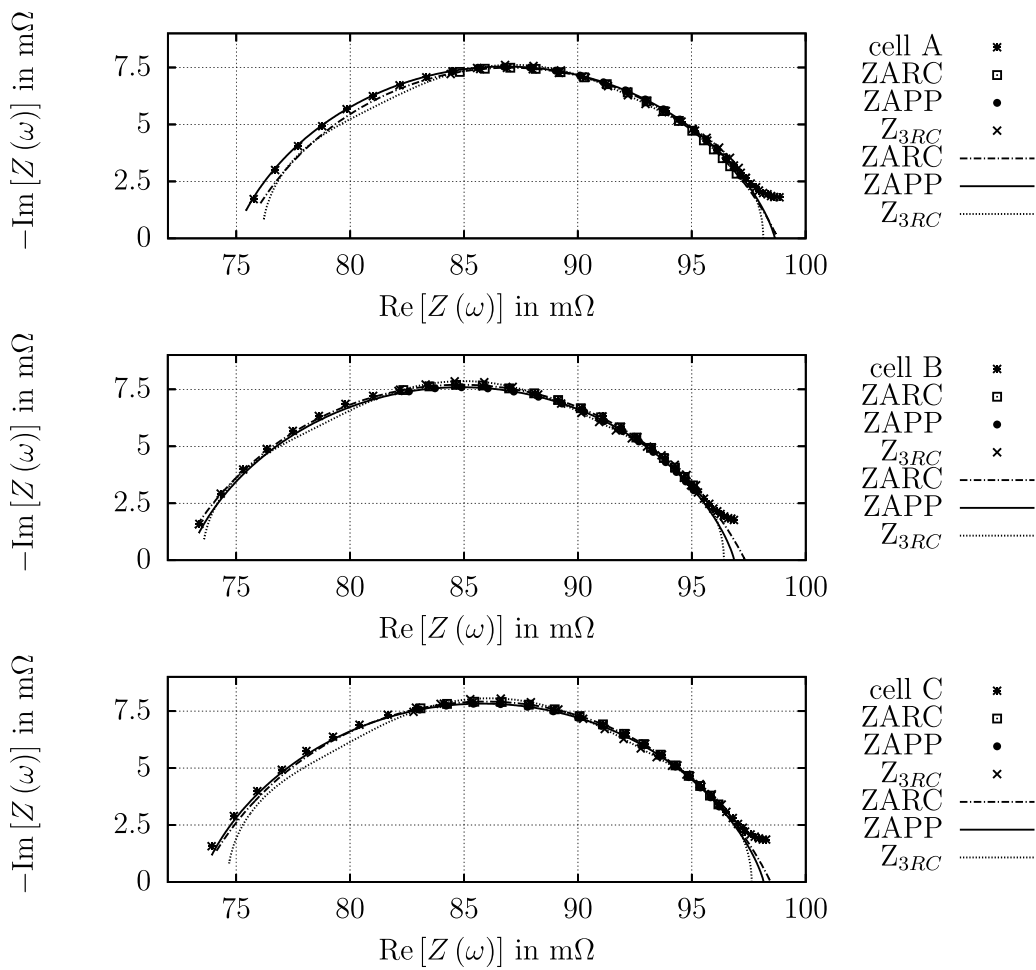 −Im [Z (ω)] in mΩ
7.5
5
2.5
0
75 80 85 90 95 100
Re [Z (ω)] in mΩ
cell A
ZARC
ZAPP
Z3RC
ZARC
ZAPP
Z3RC
−Im [Z (ω)] in mΩ
7.5
5
2.5
0
75 80 85 90 95 100
Re [Z (ω)] in mΩ
cell B
ZARC
ZAPP
Z3RC
ZARC
ZAPP
Z3RC
−Im [Z (ω)] in mΩ
7.5
5
2.5
0
75 80 85 90 95 100
Re [Z (ω)] in mΩ
cell C
ZARC
ZAPP
Z3RC
ZARC
ZAPP
Z3RC